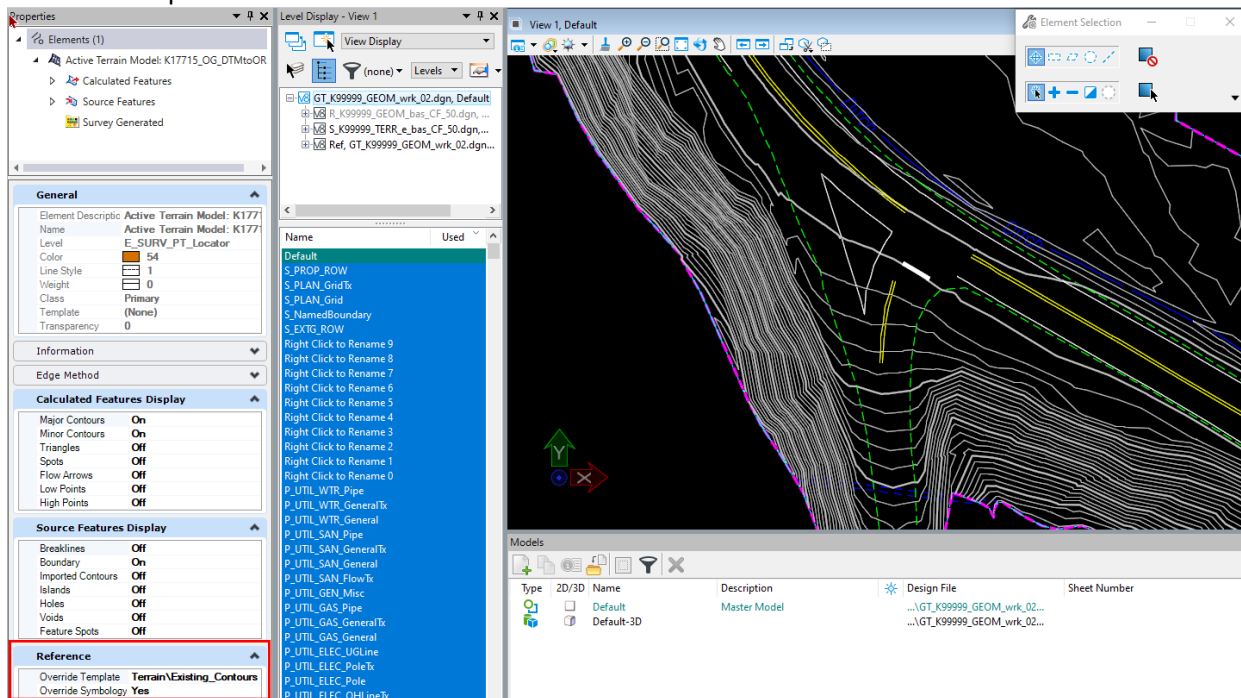 Properties
Elements (1)
Active Terrain Model: K17715_OG_DTMtoOR
Calculated Features
Source Features
Survey Generated
General
Element Descriptic Active Terrain Model: K1771
Name Active Terrain Model: K1771
Level E_SURV_PT_Locator
Color 54
Line Style 1
Weight 0
Class Primary
Template (None)
Transparency 0
Information
Edge Method
Calculated Features Display
Major Contours On
Minor Contours On
Triangles Off
Spots Off
Flow Arrows Off
Low Points Off
High Points Off
Source Features Display
Breaklines Off
Boundary On
Imported Contours Off
Islands Off
Holes Off
Voids Off
Feature Spots Off
Reference
Override Template Terrain\Existing_Contours
Override Symbology Yes
Level Display - View 1
View Display
(none) Levels
GT_K99999_GEOM_wrk_02.dgn, Default
R_K99999_GEOM_bas_CF_50.dgn, ...
S_K99999_TERR_e_bas_CF_50.dgn,...
Ref, GT_K99999_GEOM_wrk_02.dgn...
Name Used
Default
S_PROP_ROW
S_PLAN_GridTx
S_PLAN_Grid
S_NamedBoundary
S_EXTG_ROW
Right Click to Rename 9
Right Click to Rename 8
Right Click to Rename 7
Right Click to Rename 6
Right Click to Rename 5
Right Click to Rename 4
Right Click to Rename 3
Right Click to Rename 2
Right Click to Rename 1
Right Click to Rename 0
P_UTIL_WTR_Pipe
P_UTIL_WTR_GeneralTx
P_UTIL_WTR_General
P_UTIL_SAN_Pipe
P_UTIL_SAN_GeneralTx
P_UTIL_SAN_General
P_UTIL_SAN_FlowTx
P_UTIL_GEN_Misc
P_UTIL_GAS_Pipe
P_UTIL_GAS_GeneralTx
P_UTIL_GAS_General
P_UTIL_ELEC_UGLine
P_UTIL_ELEC_PoleTx
P_UTIL_ELEC_Pole
P_UTIL_ELEC_OHLineTx
View 1, Default
Element Selection
Y
X
Models
Type 2D/3D Name Description Design File Sheet Number
Default Master Model ...\GT_K99999_GEOM_wrk_02...
Default-3D ...\GT_K99999_GEOM_wrk_02...